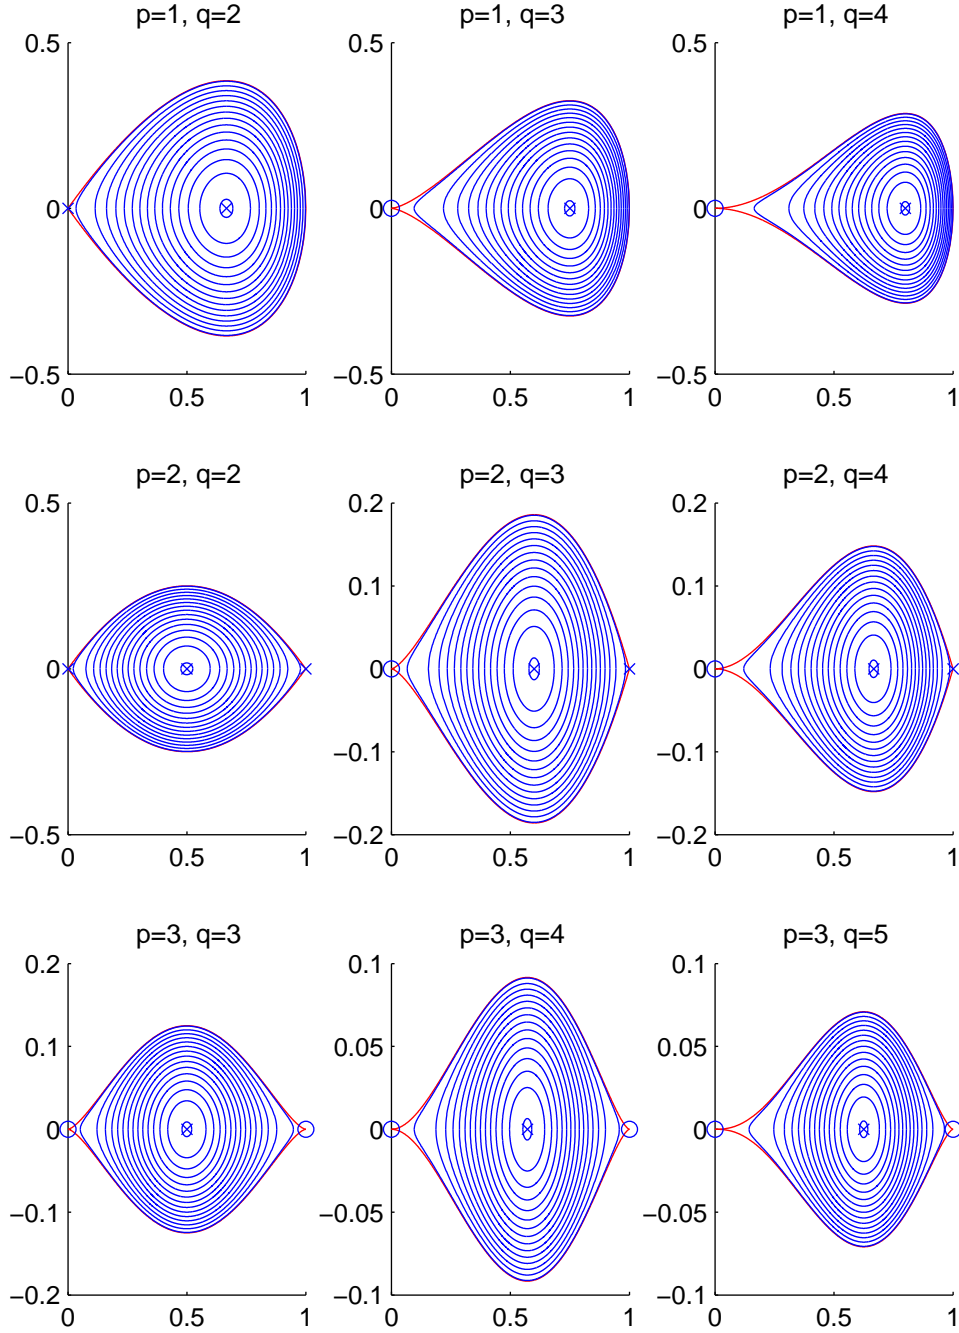 p=1, q=2 p=1, q=3 p=1, q=4
0.5 0.5 0.5
0 0 0
−0.5 −0.5 −0.5
0 0.5 1 0 0.5 1 0 0.5 1
p=2, q=2 p=2, q=3 p=2, q=4
0.5 0.2 0.2
0.1 0.1
0 0 0
−0.1 −0.1
−0.5 −0.2 −0.2
0 0.5 1 0 0.5 1 0 0.5 1
p=3, q=3 p=3, q=4 p=3, q=5
0.2 0.1 0.1
0.1 0.05 0.05
0 0 0
−0.1 −0.05 −0.05
−0.2 −0.1 −0.1
0 0.5 1 0 0.5 1 0 0.5 1